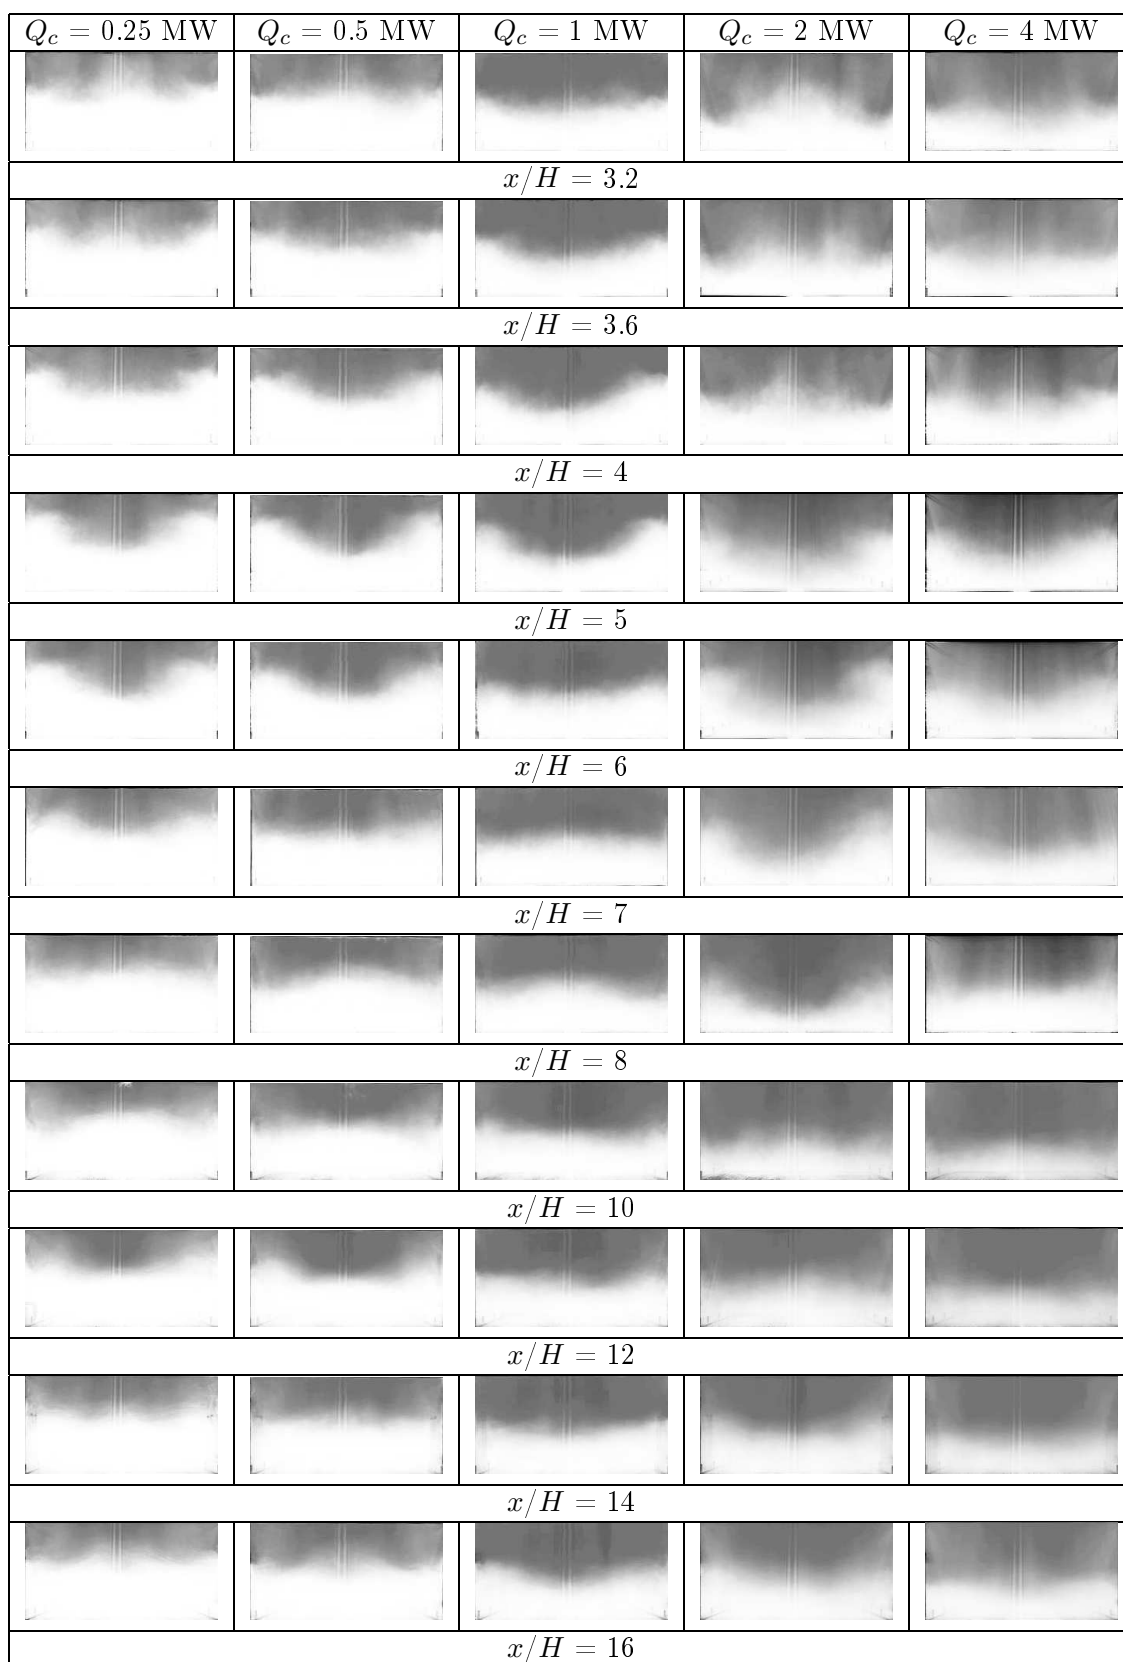 Q_c = 0.25 MW Q_c = 0.5 MW Q_c = 1 MW Q_c = 2 MW Q_c = 4 MW
x/H = 3.2
x/H = 3.6
x/H = 4
x/H = 5
x/H = 6
x/H = 7
x/H = 8
x/H = 10
x/H = 12
x/H = 14
x/H = 16